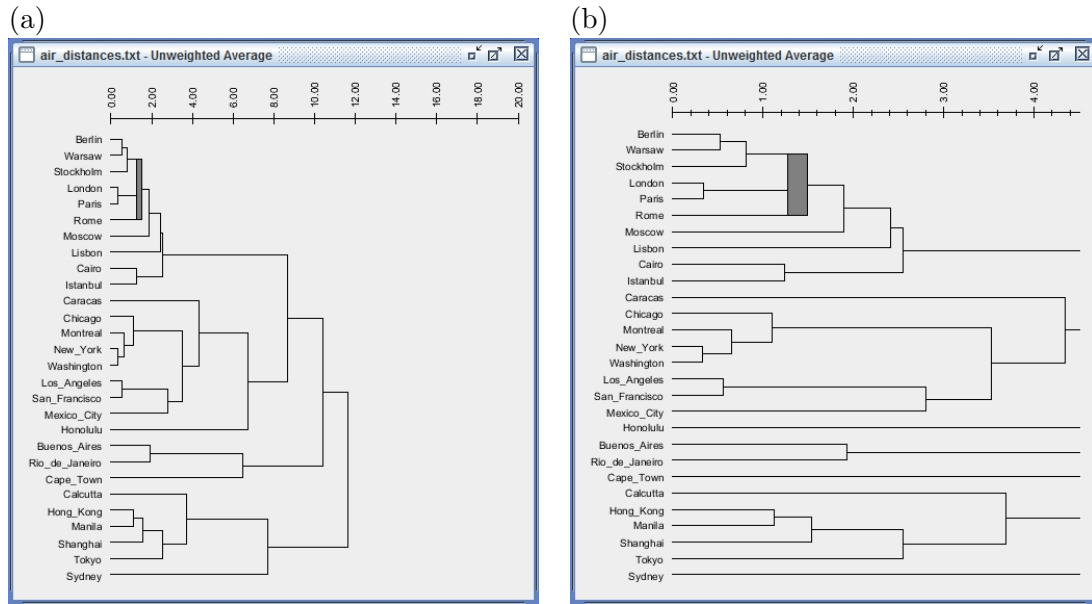 (a)
air_distances.txt - Unweighted Average
0.00 2.00 4.00 6.00 8.00 10.00 12.00 14.00 16.00 18.00 20.00
Berlin
Warsaw
Stockholm
London
Paris
Rome
Moscow
Lisbon
Cairo
Istanbul
Caracas
Chicago
Montreal
New_York
Washington
Los_Angeles
San_Francisco
Mexico_City
Honolulu
Buenos_Aires
Rio_de_Janeiro
Cape_Town
Calcutta
Hong_Kong
Manila
Shanghai
Tokyo
Sydney
(b)
air_distances.txt - Unweighted Average
0.00 1.00 2.00 3.00 4.00
Berlin
Warsaw
Stockholm
London
Paris
Rome
Moscow
Lisbon
Cairo
Istanbul
Caracas
Chicago
Montreal
New_York
Washington
Los_Angeles
San_Francisco
Mexico_City
Honolulu
Buenos_Aires
Rio_de_Janeiro
Cape_Town
Calcutta
Hong_Kong
Manila
Shanghai
Tokyo
Sydney